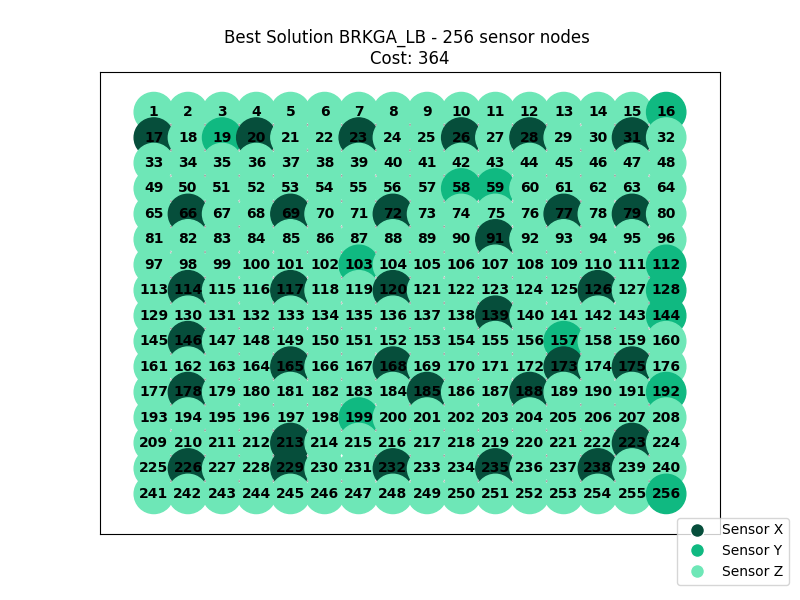 Best Solution BRKGA_LB - 256 sensor nodes
Cost: 364
1 2 3 4 5 6 7 8 9 10 11 12 13 14 15 16
17 18 19 20 21 22 23 24 25 26 27 28 29 30 31 32
33 34 35 36 37 38 39 40 41 42 43 44 45 46 47 48
49 50 51 52 53 54 55 56 57 58 59 60 61 62 63 64
65 66 67 68 69 70 71 72 73 74 75 76 77 78 79 80
81 82 83 84 85 86 87 88 89 90 91 92 93 94 95 96
97 98 99 100 101 102 103 104 105 106 107 108 109 110 111 112
113 114 115 116 117 118 119 120 121 122 123 124 125 126 127 128
129 130 131 132 133 134 135 136 137 138 139 140 141 142 143 144
145 146 147 148 149 150 151 152 153 154 155 156 157 158 159 160
161 162 163 164 165 166 167 168 169 170 171 172 173 174 175 176
177 178 179 180 181 182 183 184 185 186 187 188 189 190 191 192
193 194 195 196 197 198 199 200 201 202 203 204 205 206 207 208
209 210 211 212 213 214 215 216 217 218 219 220 221 222 223 224
225 226 227 228 229 230 231 232 233 234 235 236 237 238 239 240
241 242 243 244 245 246 247 248 249 250 251 252 253 254 255 256
Sensor X
Sensor Y
Sensor Z